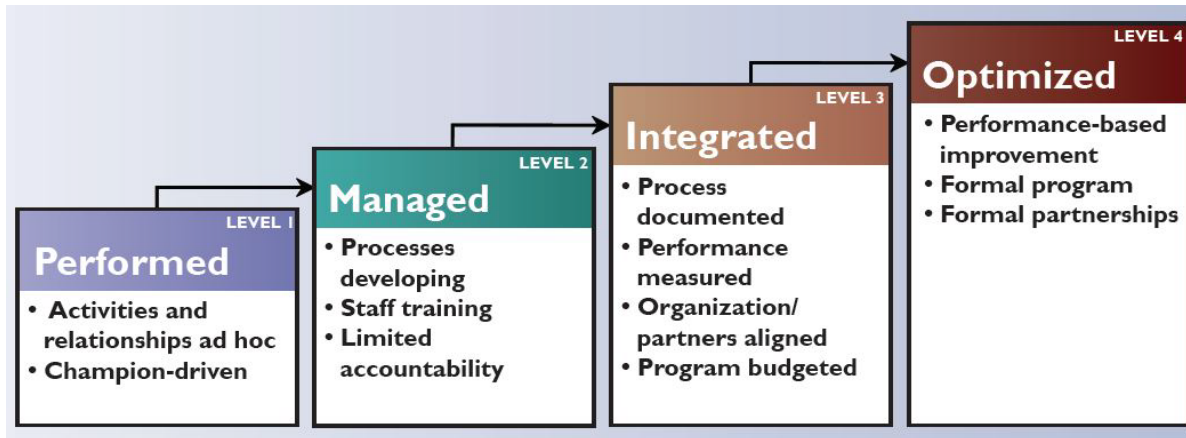 LEVEL 1
Performed
• Activities and
relationships ad hoc
• Champion-driven
LEVEL 2
Managed
• Processes
developing
• Staff training
• Limited
accountability
LEVEL 3
Integrated
• Process
documented
• Performance
measured
• Organization/
partners aligned
• Program budgeted
LEVEL 4
Optimized
• Performance-based
improvement
• Formal program
• Formal partnerships